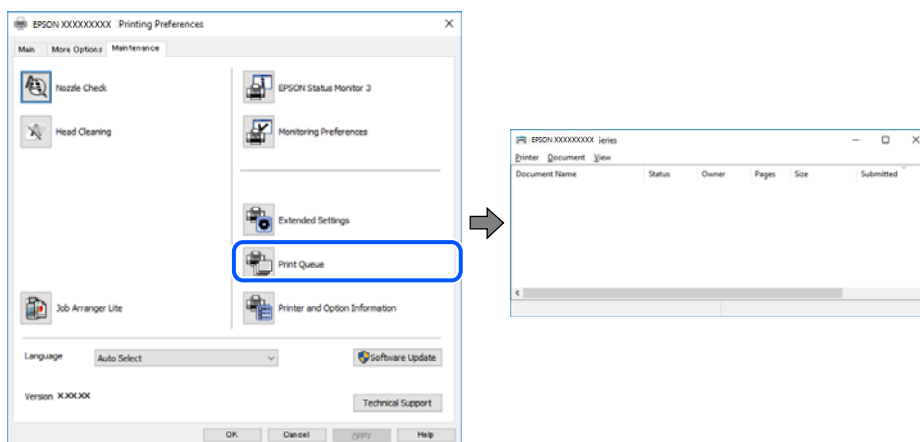 EPSON XXXXXXXXX Printing Preferences
Main More Options Maintenance
Nozzle Check
EPSON Status Monitor 3
Head Cleaning
Monitoring Preferences
Extended Settings
Print Queue
Job Arranger Lite
Printer and Option Information
Language Auto Select
Software Update
Version X.XX.XX
Technical Support
OK Cancel Apply Help
EPSON XXXXXXXXX ieries
Printer Document View
Document Name Status Owner Pages Size Submitted